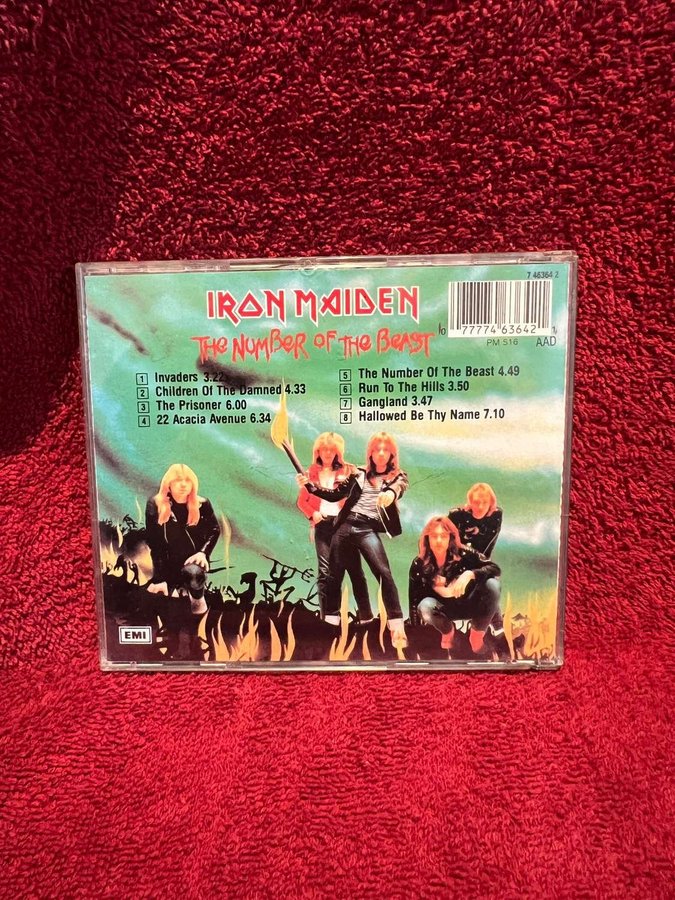 7 46364 2
IRON MAIDEN
THE NUMBER OF THE BEAST
0 77774 63642 1
PM 516 AAD
1 Invaders 3.22
2 Children Of The Damned 4.33
3 The Prisoner 6.00
4 22 Acacia Avenue 6.34
5 The Number Of The Beast 4.49
6 Run To The Hills 3.50
7 Gangland 3.47
8 Hallowed Be Thy Name 7.10
EMI